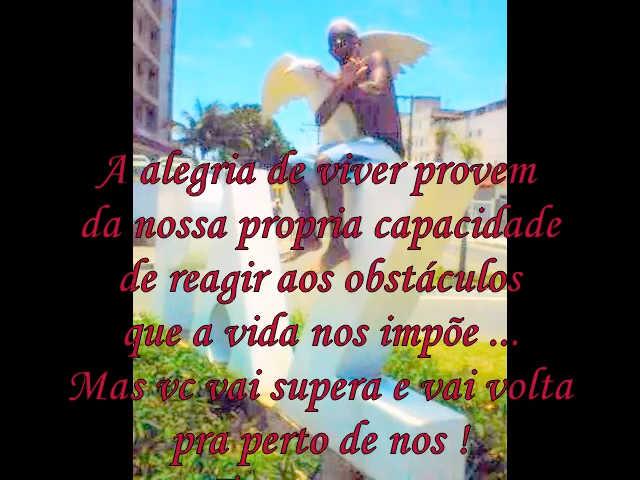 A alegria de viver provem
da nossa propria capacidade
de reagir aos obstáculos
que a vida nos impõe ...
Mas vc vai supera e vai volta
pra perto de nos !